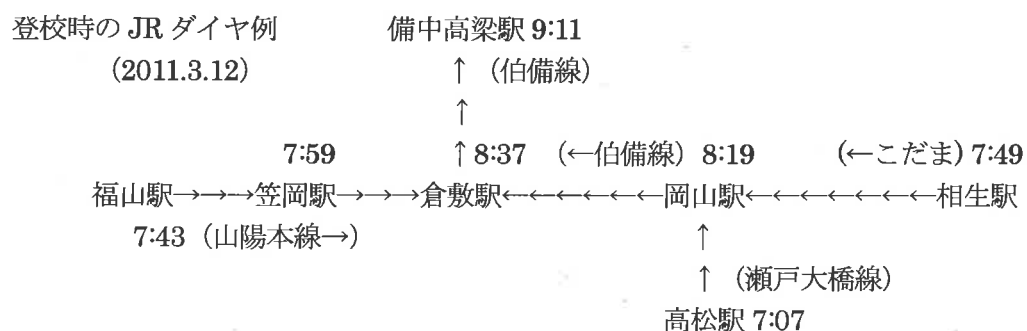 登校時の JR ダイヤ例 備中高梁駅 9:11
(2011.3.12) ↑ (伯備線)
↑
7:59 ↑ 8:37 (←伯備線) 8:19 (←こだま) 7:49
福山駅→→→笠岡駅→→→倉敷駅←←←←←←岡山駅←←←←←←←相生駅
7:43 (山陽本線→) ↑
↑ (瀬戸大橋線)
高松駅 7:07